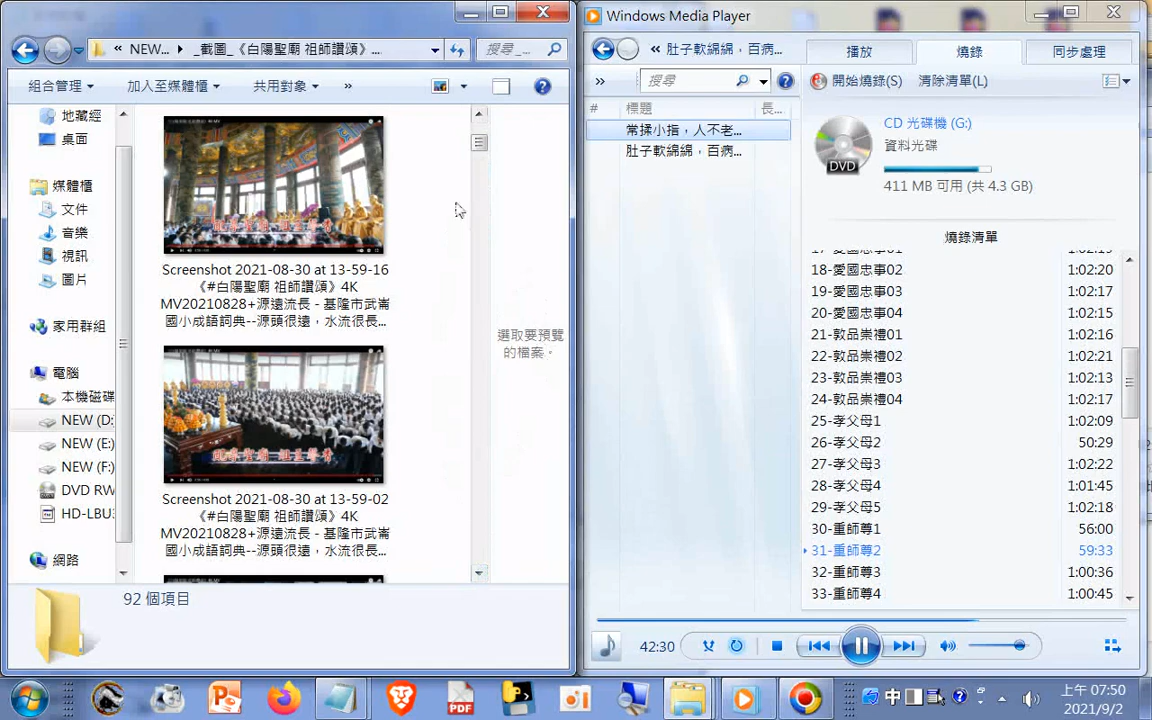 « NEW... ▸ _截圖_《白陽聖廟 祖師讚頌》...
搜尋_...
組合管理
加入至媒體櫃
共用對象
»
地藏經
桌面
媒體櫃
文件
音樂
視訊
圖片
家用群組
電腦
本機磁碟
NEW (D:
NEW (E:)
NEW (F:)
DVD RW
HD-LBU3
網路
Screenshot 2021-08-30 at 13-59-16
《#白陽聖廟 祖師讚頌》4K
MV20210828+源遠流長 - 基隆市武崙
國小成語詞典--源頭很遠，水流很長...
Screenshot 2021-08-30 at 13-59-02
《#白陽聖廟 祖師讚頌》4K
MV20210828+源遠流長 - 基隆市武崙
國小成語詞典--源頭很遠，水流很長...
選取要預覽
的檔案。
92 個項目
Windows Media Player
« 肚子軟綿綿，百病...
播放
燒錄
同步處理
»
搜尋
開始燒錄(S)
清除清單(L)
#
標題
長...
常揉小指，人不老...
肚子軟綿綿，百病...
CD 光碟機 (G:)
資料光碟
DVD
411 MB 可用 (共 4.3 GB)
燒錄清單
18-愛國忠事02 1:02:20
19-愛國忠事03 1:02:17
20-愛國忠事04 1:02:15
21-敦品崇禮01 1:02:16
22-敦品崇禮02 1:02:21
23-敦品崇禮03 1:02:13
24-敦品崇禮04 1:02:17
25-孝父母1 1:02:09
26-孝父母2 50:29
27-孝父母3 1:02:22
28-孝父母4 1:01:45
29-孝父母5 1:02:18
30-重師尊1 56:00
31-重師尊2 59:33
32-重師尊3 1:00:36
33-重師尊4 1:00:45
42:30
PDF
中
上午 07:50
2021/9/2